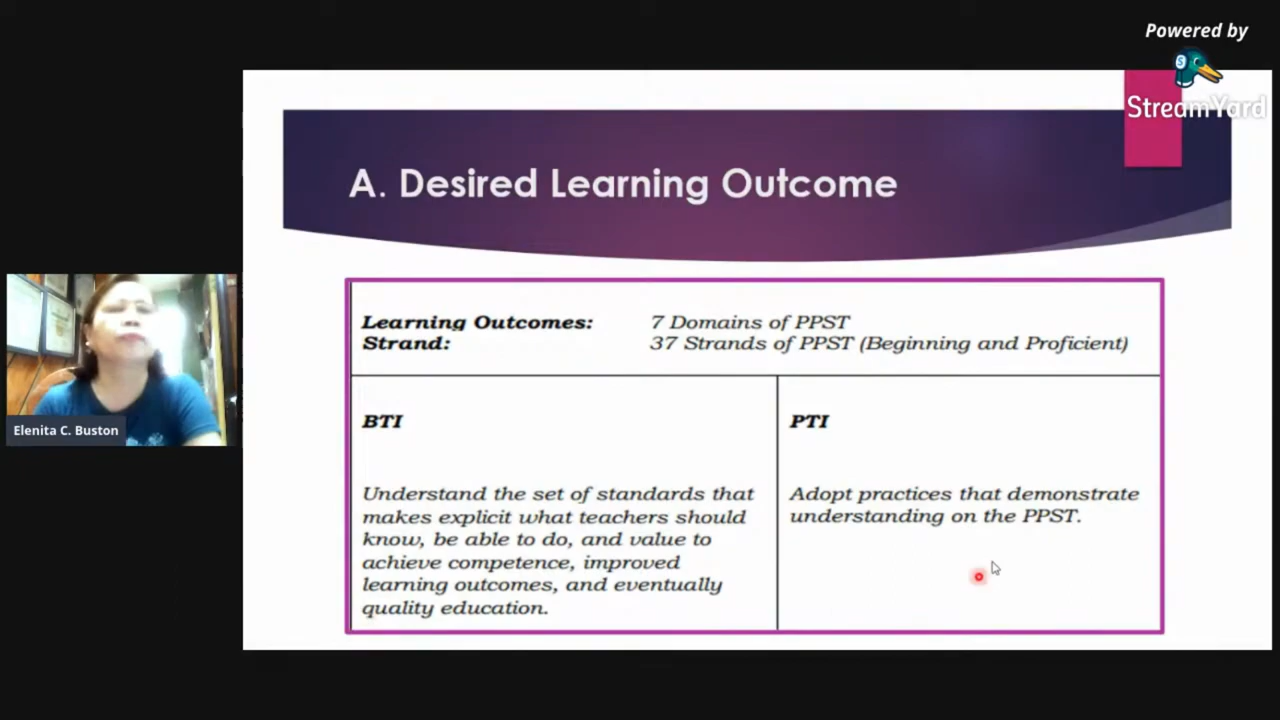 Powered by
StreamYard
A. Desired Learning Outcome
Learning Outcomes: 7 Domains of PPST
Strand: 37 Strands of PPST (Beginning and Proficient)
BTI
Understand the set of standards that
makes explicit what teachers should
know, be able to do, and value to
achieve competence, improved
learning outcomes, and eventually
quality education.
PTI
Adopt practices that demonstrate
understanding on the PPST.
Elenita C. Buston